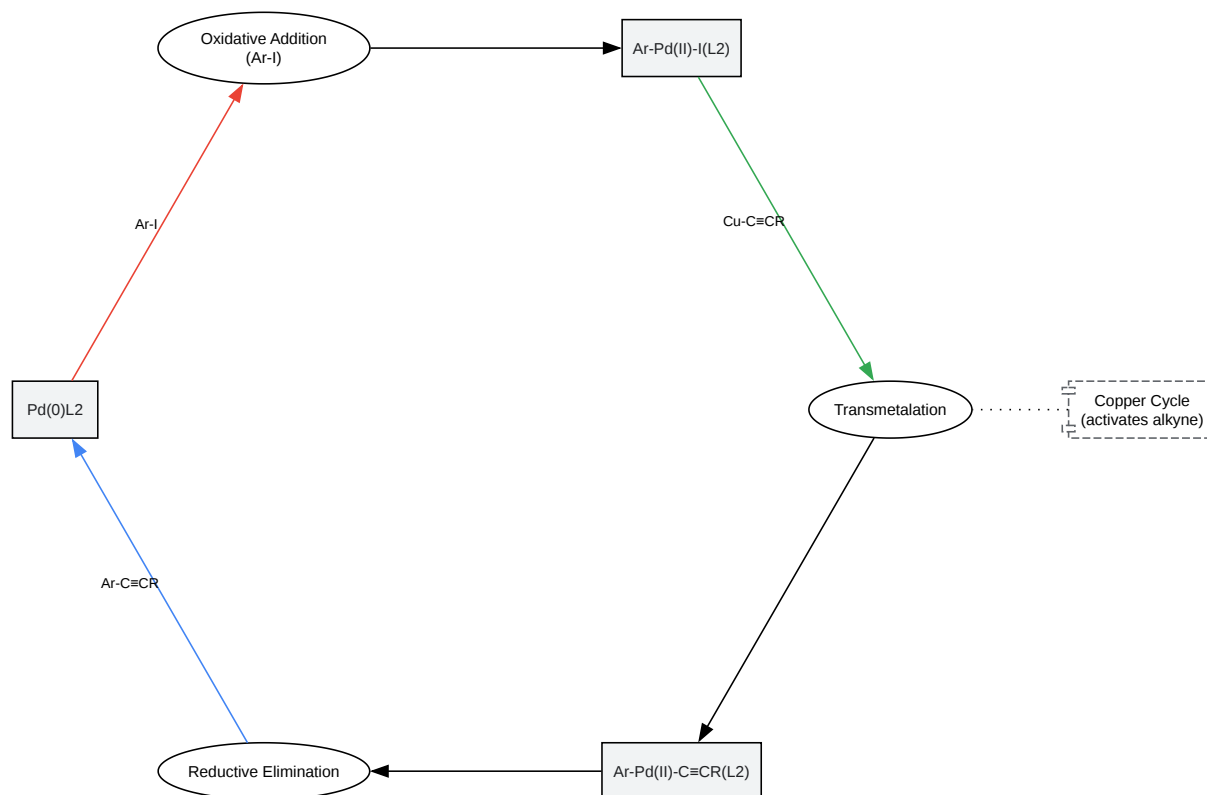 Oxidative Addition
(Ar-I)
Ar-Pd(II)-I(L2)
Ar-I
Cu-C≡CR
Pd(0)L2
Transmetalation
Copper Cycle
(activates alkyne)
Ar-C≡CR
Reductive Elimination
Ar-Pd(II)-C≡CR(L2)